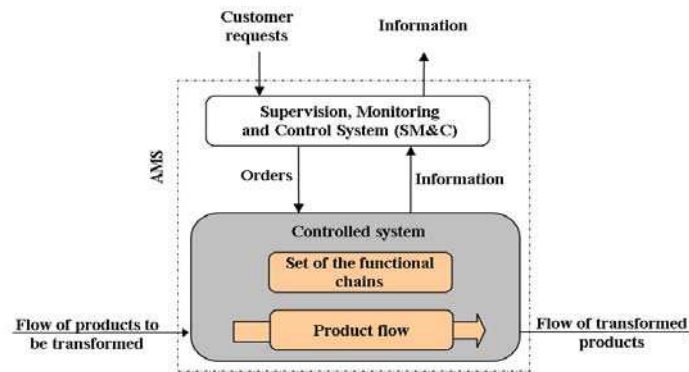 Customer
requests
Information
Supervision, Monitoring
and Control System (SM&C)
AMS
Orders
Information
Controlled system
Set of the functional
chains
Flow of products to
be transformed
Product flow
Flow of transformed
products